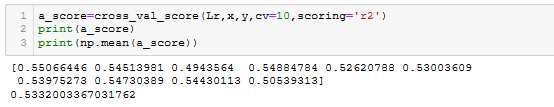 1 a_score=cross_val_score(Lr,x,y,cv=10,scoring='r2')
2 print(a_score)
3 print(np.mean(a_score))
[0.55066446 0.54513981 0.4943564  0.54884784 0.52620788 0.53003609
 0.53975273 0.54730389 0.54430113 0.50539313]
0.5332003367031762